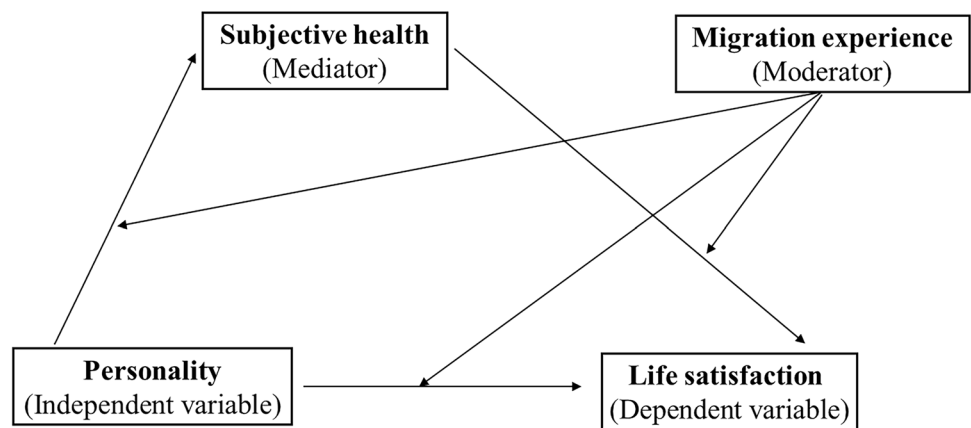 Subjective health
(Mediator)
Migration experience
(Moderator)
Personality
(Independent variable)
Life satisfaction
(Dependent variable)